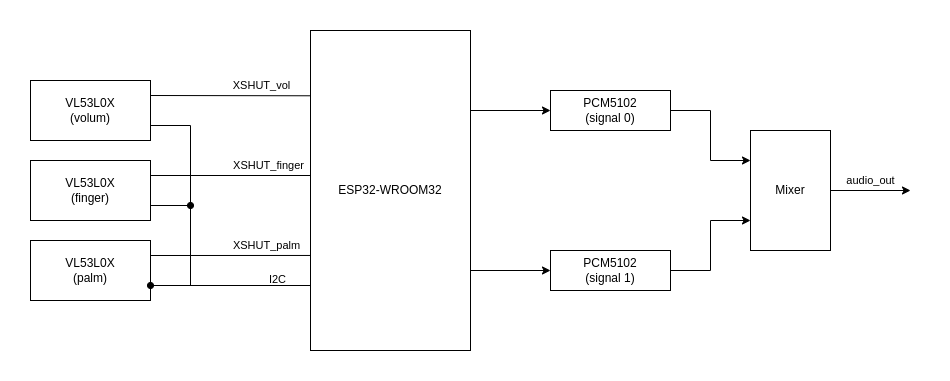 VL53L0X
(volum)
XSHUT_vol
VL53L0X
(finger)
XSHUT_finger
VL53L0X
(palm)
XSHUT_palm
I2C
ESP32-WROOM32
PCM5102
(signal 0)
PCM5102
(signal 1)
Mixer
audio_out